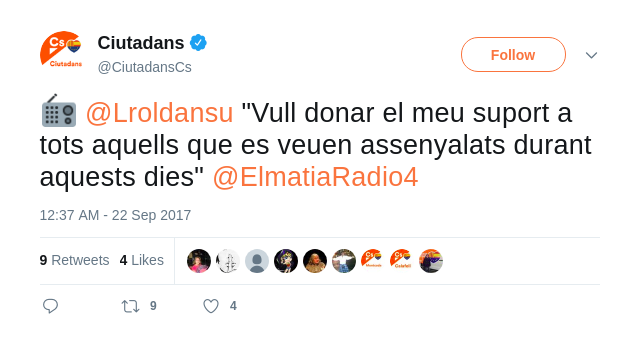 Cs
Ciutadans
Ciutadans
@CiutadansCs
Follow
@Lroldansu "Vull donar el meu suport a
tots aquells que es veuen assenyalats durant
aquests dies" @ElmatiaRadio4
12:37 AM - 22 Sep 2017
9 Retweets 4 Likes
9 4